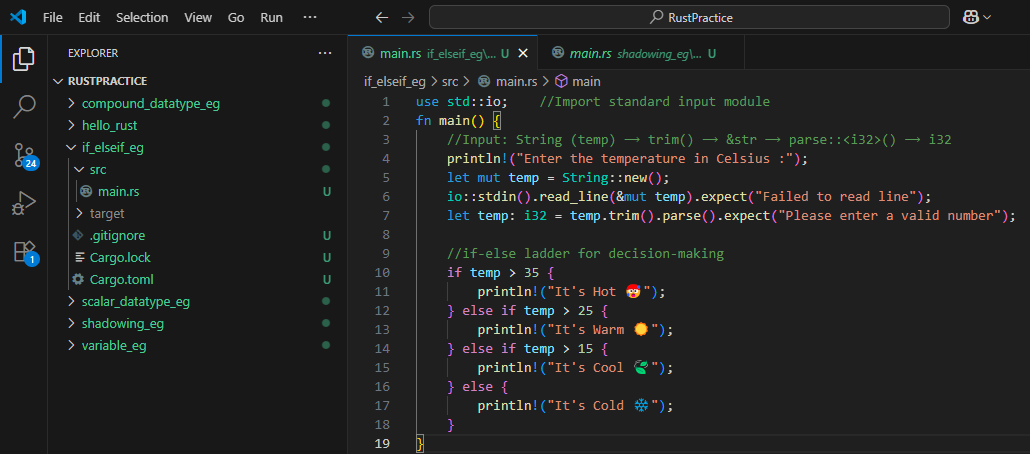 File Edit Selection View Go Run ··· ← → RustPractice
EXPLORER ···
RUSTPRACTICE
compound_datatype_eg
hello_rust
if_elseif_eg
src
main.rs U
target
.gitignore U
Cargo.lock U
Cargo.toml U
scalar_datatype_eg
shadowing_eg
variable_eg
24
1
main.rs if_elseif_eg\... U × main.rs shadowing_eg\... U
if_elseif_eg > src > main.rs > main
1 use std::io;    //Import standard input module
2 fn main() {
3     //Input: String (temp) → trim() → &str → parse::<i32>() → i32
4     println!("Enter the temperature in Celsius :");
5     let mut temp = String::new();
6     io::stdin().read_line(&mut temp).expect("Failed to read line");
7     let temp: i32 = temp.trim().parse().expect("Please enter a valid number");
8
9     //if-else ladder for decision-making
10     if temp > 35 {
11         println!("It's Hot 🥵");
12     } else if temp > 25 {
13         println!("It's Warm 🌞");
14     } else if temp > 15 {
15         println!("It's Cool 🍃");
16     } else {
17         println!("It's Cold ❄️");
18     }
19 }